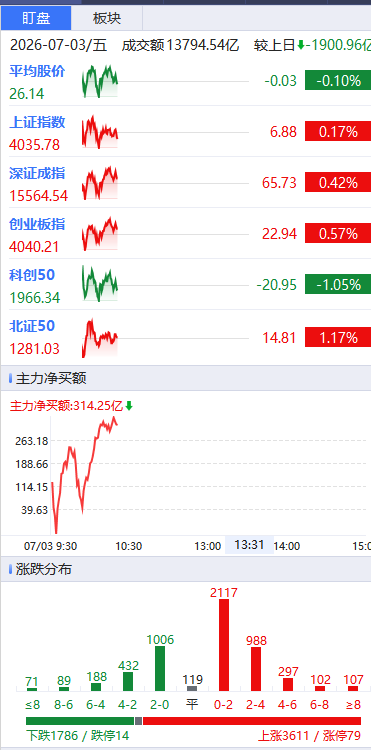 盯盘 板块
2026-07-03/五 成交额 13794.54亿 较上日 -1900.96亿
平均股价 -0.03 -0.10%
26.14
上证指数 6.88 0.17%
4035.78
深证成指 65.73 0.42%
15564.54
创业板指 22.94 0.57%
4040.21
科创50 -20.95 -1.05%
1966.34
北证50 14.81 1.17%
1281.03
主力净买额
主力净买额:314.25亿
263.18
188.66
114.15
39.63
07/03 9:30 10:30 13:00 13:31 14:00 15:0
涨跌分布
71 89 188 432 1006 119 2117 988 297 102 107
≤8 8-6 6-4 4-2 2-0 平 0-2 2-4 4-6 6-8 ≥8
下跌1786 / 跌停14 上涨3611 / 涨停79